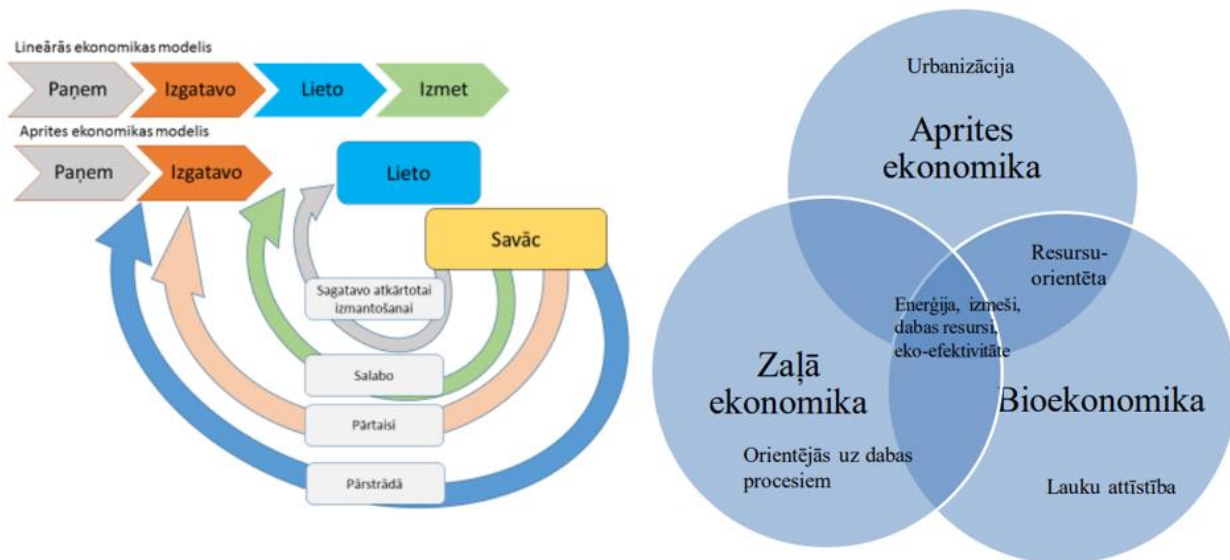 Lineārās ekonomikas modelis
Paņem
Izgatavo
Lieto
Izmet
Aprites ekonomikas modelis
Paņem
Izgatavo
Lieto
Savāc
Sagatavo atkārtotai
izmantošanai
Salabo
Pārtaisi
Pārstrādā
Urbanizācija
Aprites
ekonomika
Resursu-
orientēta
Enerģija, izmeši,
dabas resursi,
eko-efektivitāte
Zaļā
ekonomika
Bioekonomika
Orientējās uz dabas
procesiem
Lauku attīstība